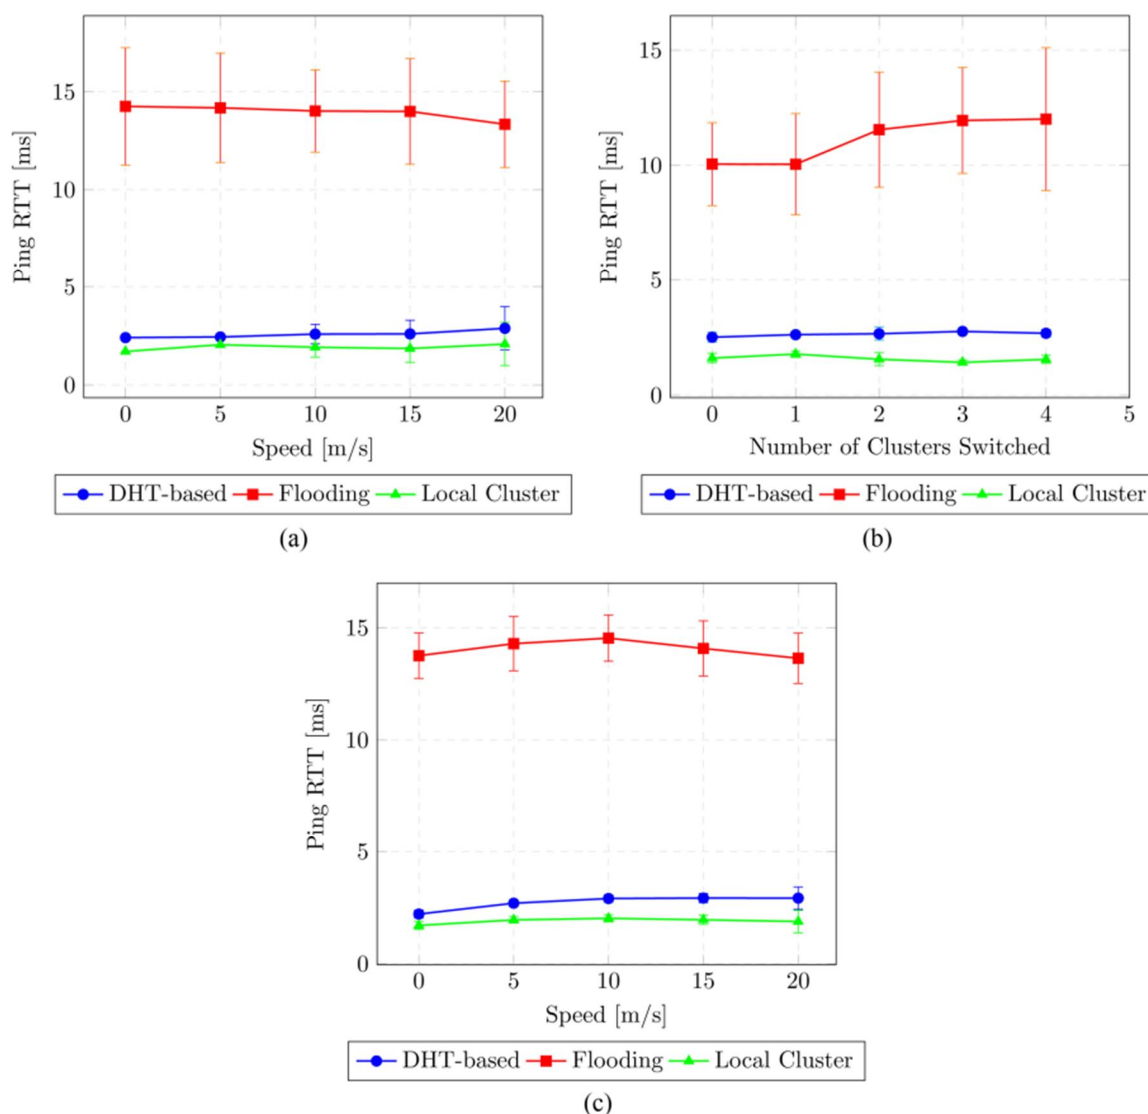 15
10
5
0
Ping RTT [ms]
0 5 10 15 20
Speed [m/s]
DHT-based Flooding Local Cluster
(a)
15
10
5
0
Ping RTT [ms]
0 1 2 3 4 5
Number of Clusters Switched
DHT-based Flooding Local Cluster
(b)
15
10
5
0
Ping RTT [ms]
0 5 10 15 20
Speed [m/s]
DHT-based Flooding Local Cluster
(c)